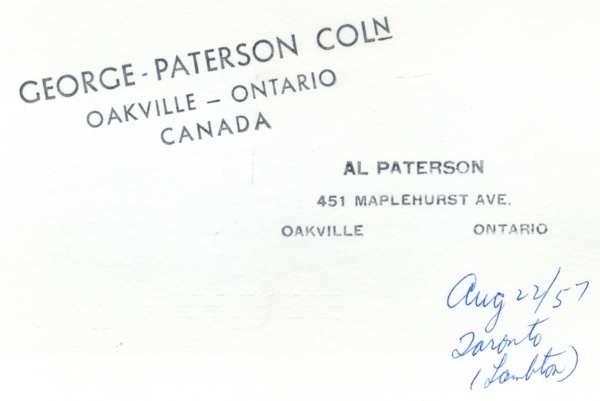 GEORGE-PATERSON COLN
OAKVILLE – ONTARIO
CANADA
AL PATERSON
451 MAPLEHURST AVE.
OAKVILLE ONTARIO
Aug 22/57
Toronto
(Lambton)